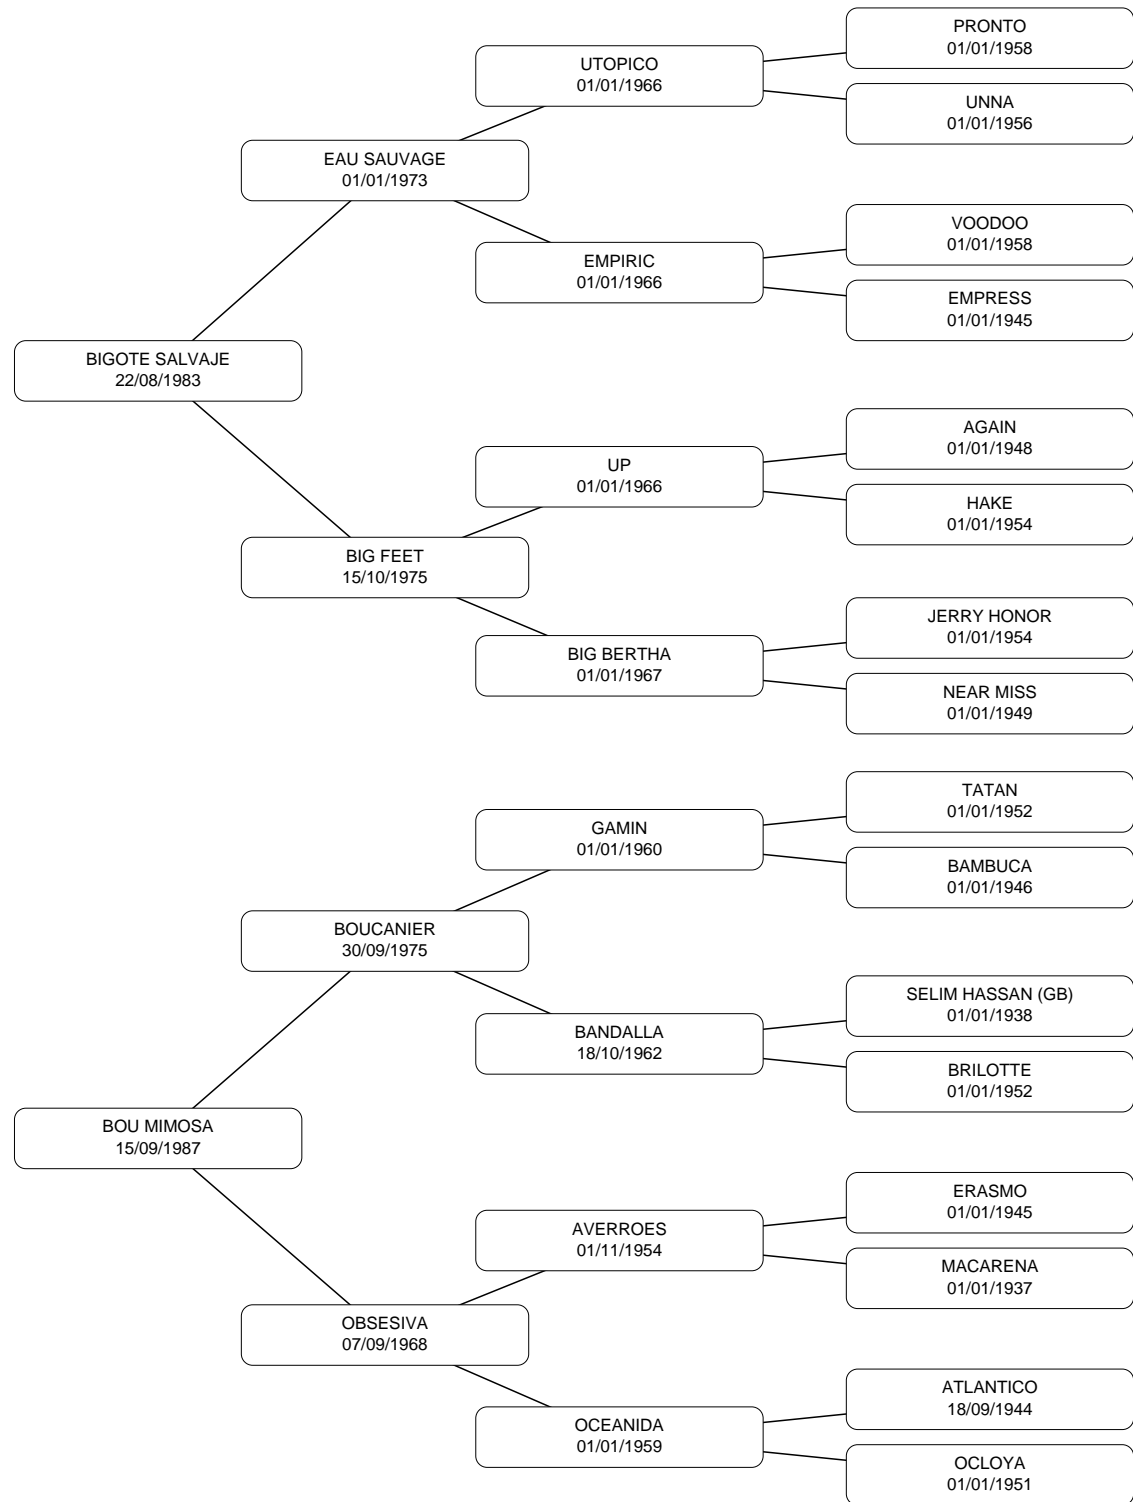 PRONTO
01/01/1958
UTOPICO
01/01/1966
UNNA
01/01/1956
EAU SAUVAGE
01/01/1973
VOODOO
01/01/1958
EMPIRIC
01/01/1966
EMPRESS
01/01/1945
BIGOTE SALVAJE
22/08/1983
AGAIN
01/01/1948
UP
01/01/1966
HAKE
01/01/1954
BIG FEET
15/10/1975
JERRY HONOR
01/01/1954
BIG BERTHA
01/01/1967
NEAR MISS
01/01/1949
TATAN
01/01/1952
GAMIN
01/01/1960
BAMBUCA
01/01/1946
BOUCANIER
30/09/1975
SELIM HASSAN (GB)
01/01/1938
BANDALLA
18/10/1962
BRILOTTE
01/01/1952
BOU MIMOSA
15/09/1987
ERASMO
01/01/1945
AVERROES
01/11/1954
MACARENA
01/01/1937
OBSESIVA
07/09/1968
ATLANTICO
18/09/1944
OCEANIDA
01/01/1959
OCLOYA
01/01/1951